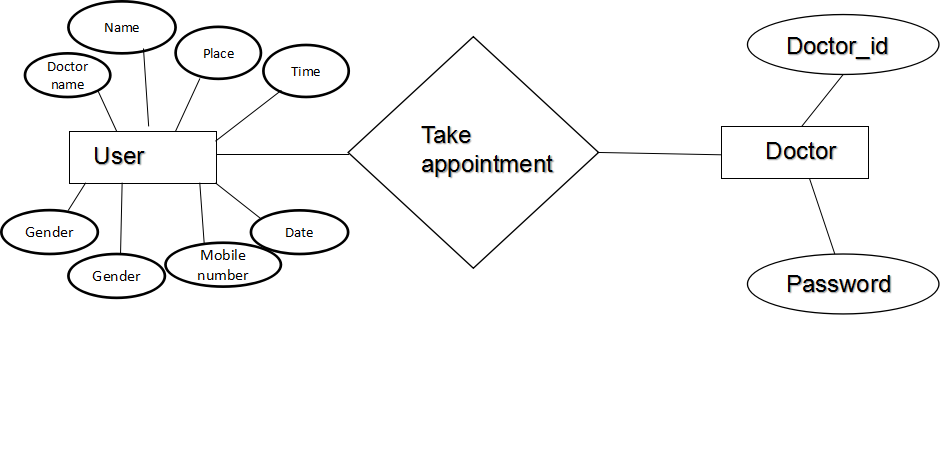 Name
Doctor
name
Place
Time
User
Gender
Gender
Mobile
number
Date
Take
appointment
Doctor_id
Doctor
Password